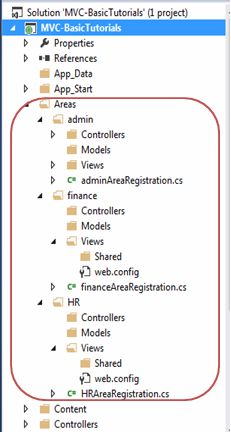 Solution 'MVC-BasicTutorials' (1 project)
MVC-BasicTutorials
Properties
References
App_Data
App_Start
Areas
admin
Controllers
Models
Views
adminAreaRegistration.cs
finance
Controllers
Models
Views
Shared
web.config
financeAreaRegistration.cs
HR
Controllers
Models
Views
Shared
web.config
HRAreaRegistration.cs
Content
Controllers